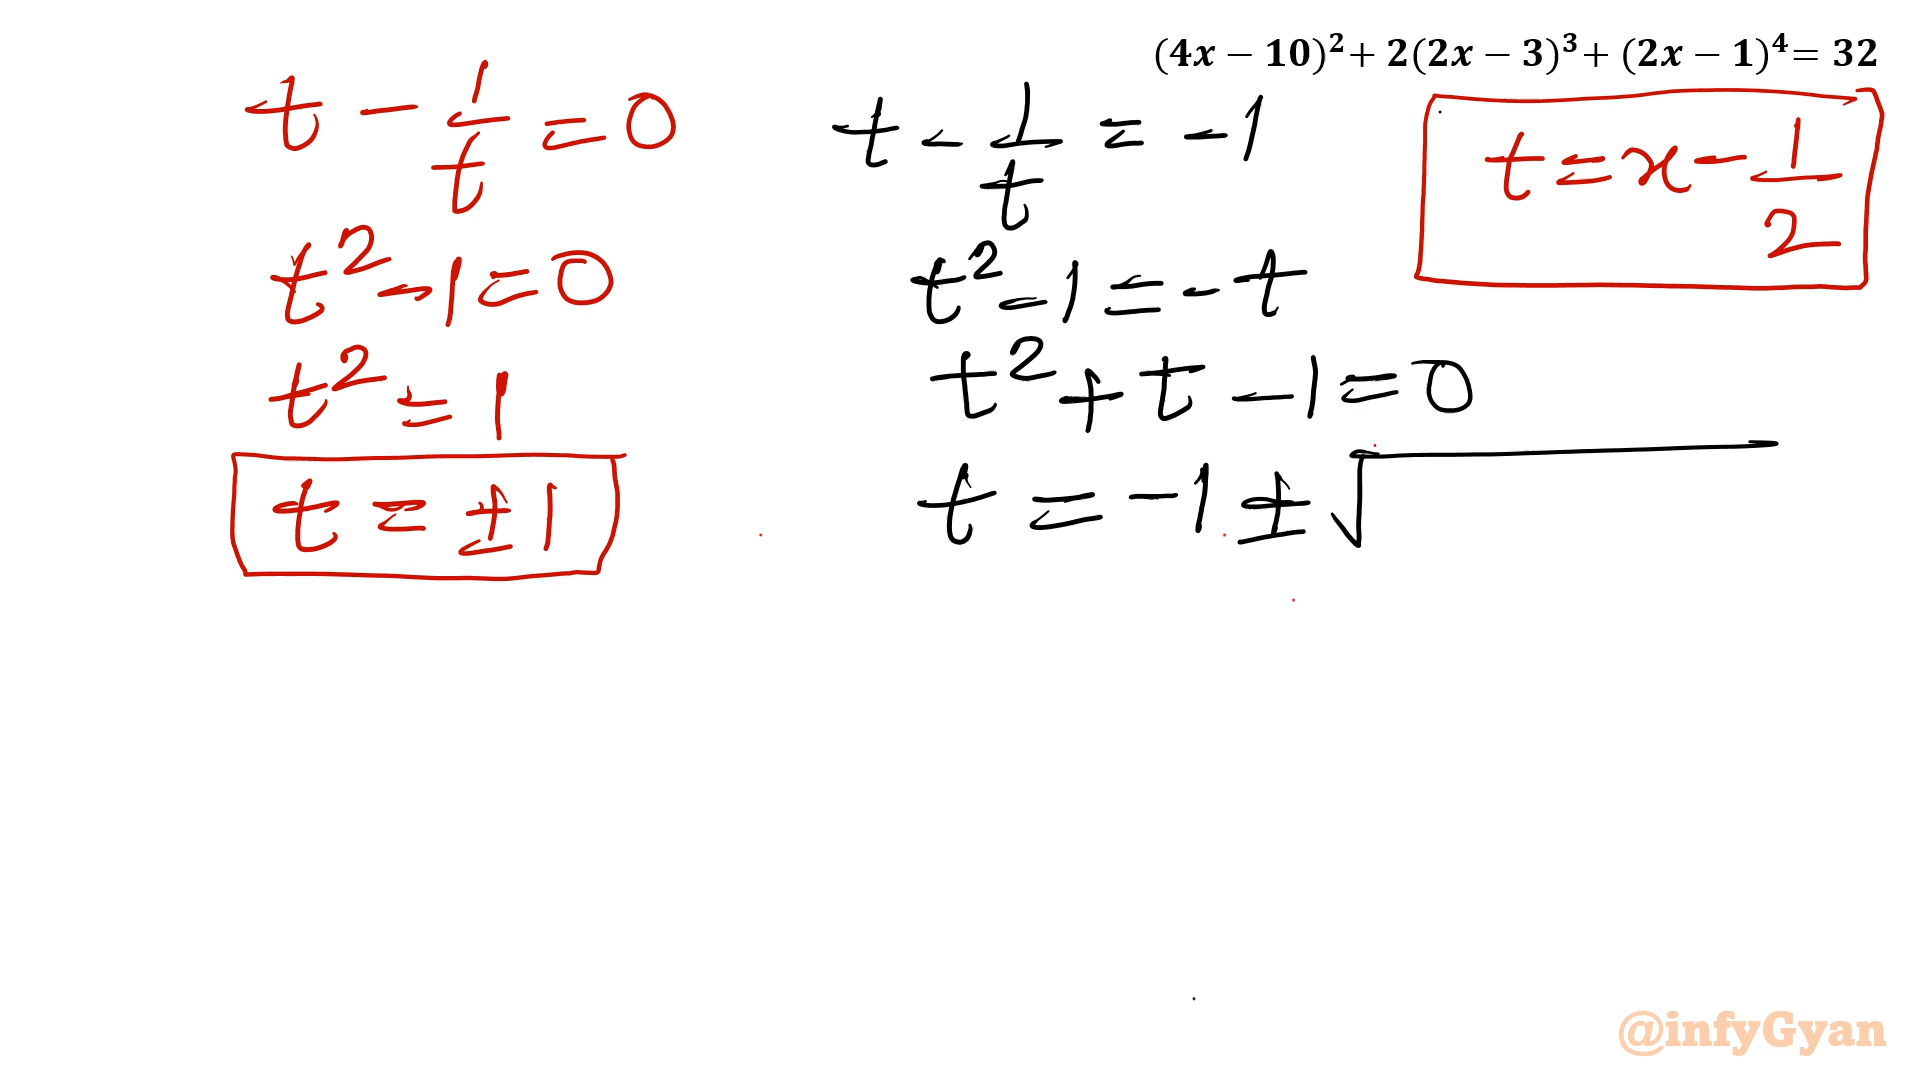 (4x − 10)²+ 2(2x − 3)³+ (2x − 1)⁴= 32
t = x − 1/2
t − 1/t = 0
t² − 1 = 0
t² = 1
t = ± 1
t − 1/t = −1
t² − 1 = − t
t² + t − 1 = 0
t = −1 ± √
@infyGyan